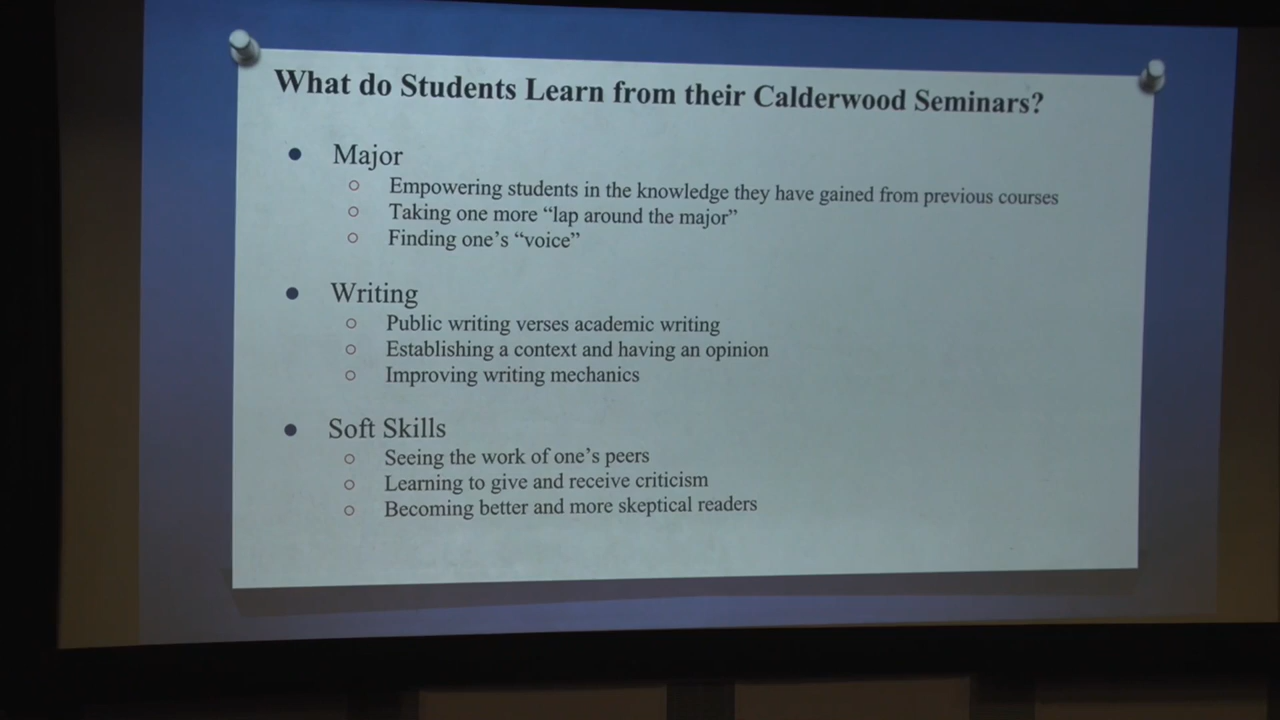 What do Students Learn from their Calderwood Seminars?
● Major
○ Empowering students in the knowledge they have gained from previous courses
○ Taking one more “lap around the major”
○ Finding one’s “voice”
● Writing
○ Public writing verses academic writing
○ Establishing a context and having an opinion
○ Improving writing mechanics
● Soft Skills
○ Seeing the work of one’s peers
○ Learning to give and receive criticism
○ Becoming better and more skeptical readers